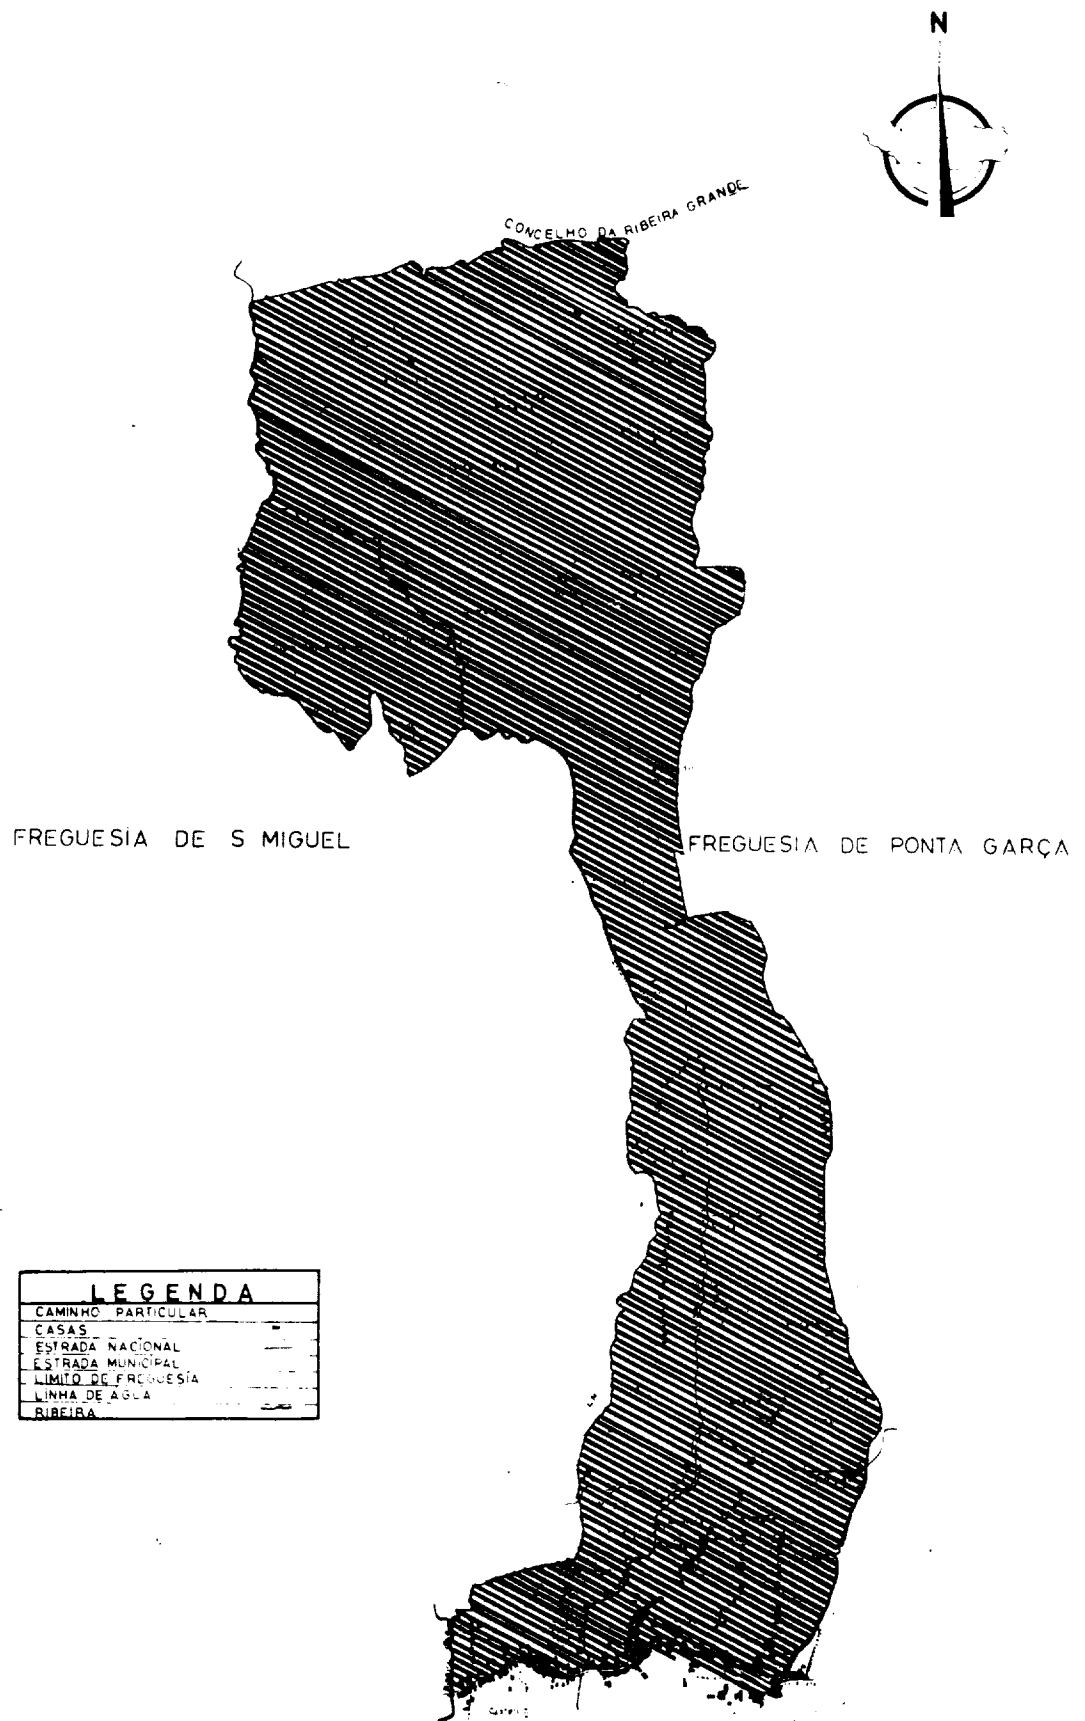 N
CONCELHO DA RIBEIRA GRANDE
FREGUESIA DE S MIGUEL
FREGUESIA DE PONTA GARÇA
LEGENDA
CAMINHO PARTICULAR
CASAS
ESTRADA NACIONAL
ESTRADA MUNICIPAL
LIMITO DE FREGUESIA
LINHA DE AGUA
RIBEIRA